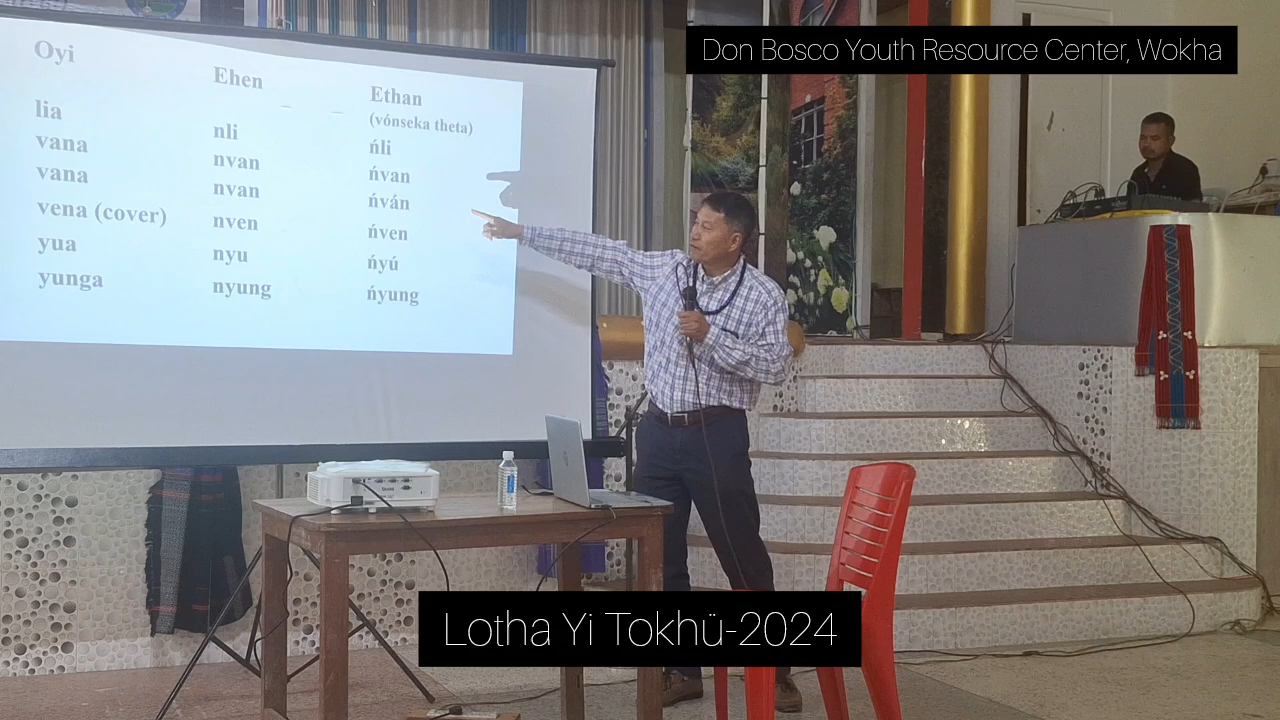 Don Bosco Youth Resource Center, Wokha
Oyi Ehen Ethan
(vónseka theta)
lia nli ńli
vana nvan ńvan
vana nvan ńván
vena (cover) nven ńven
yua nyu ńyú
yunga nyung ńyung
Lotha Yi Tokhü-2024